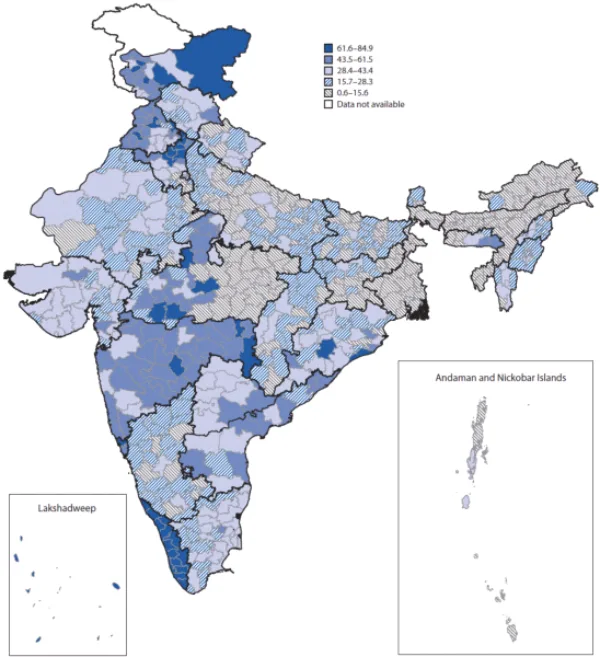 61.6–84.9
43.5–61.5
28.4–43.4
15.7–28.3
0.6–15.6
Data not available
Andaman and Nickobar Islands
Lakshadweep